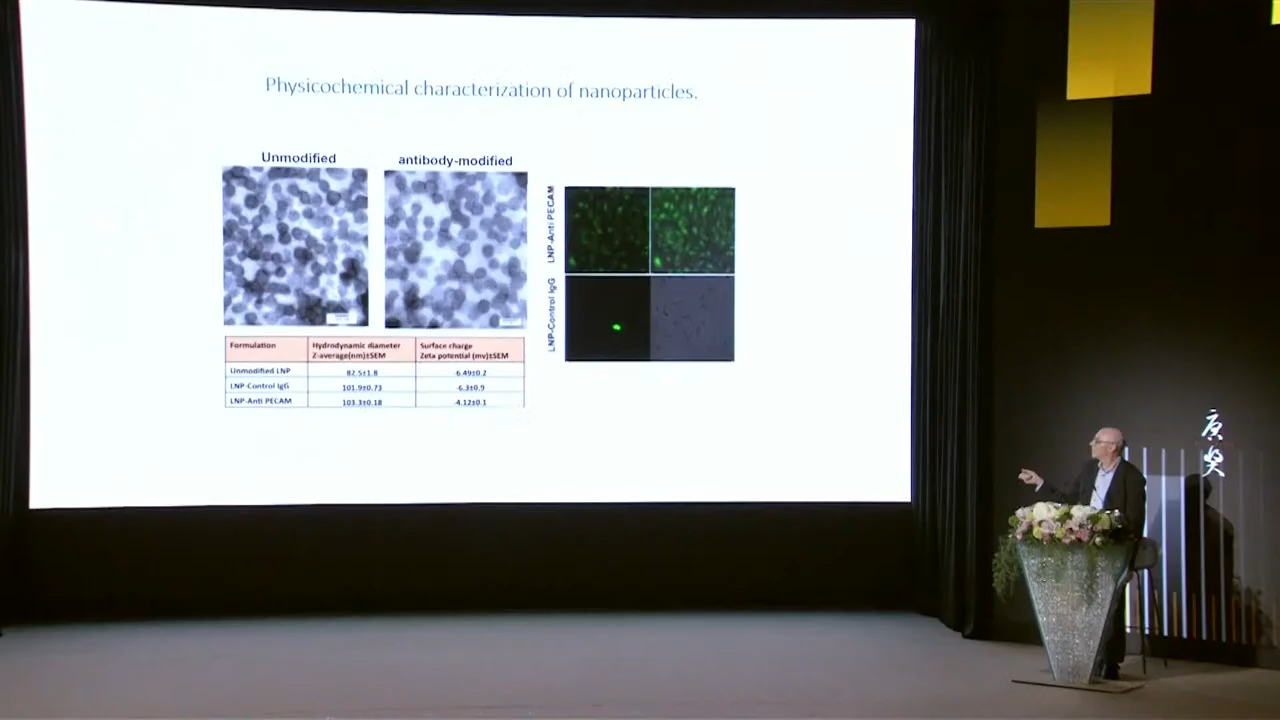 Physicochemical characterization of nanoparticles.
Unmodified
antibody-modified
LNP-Anti PECAM
LNP-Control IgG
Formulation
Hydrodynamic diameter
Z-average(nm)±SEM
Surface charge
Zeta potential (mv)±SEM
Unmodified LNP
82.5±1.8
-6.49±0.2
LNP-Control IgG
101.9±0.73
-6.3±0.9
LNP-Anti PECAM
103.3±0.18
-4.12±0.1
唐
奖